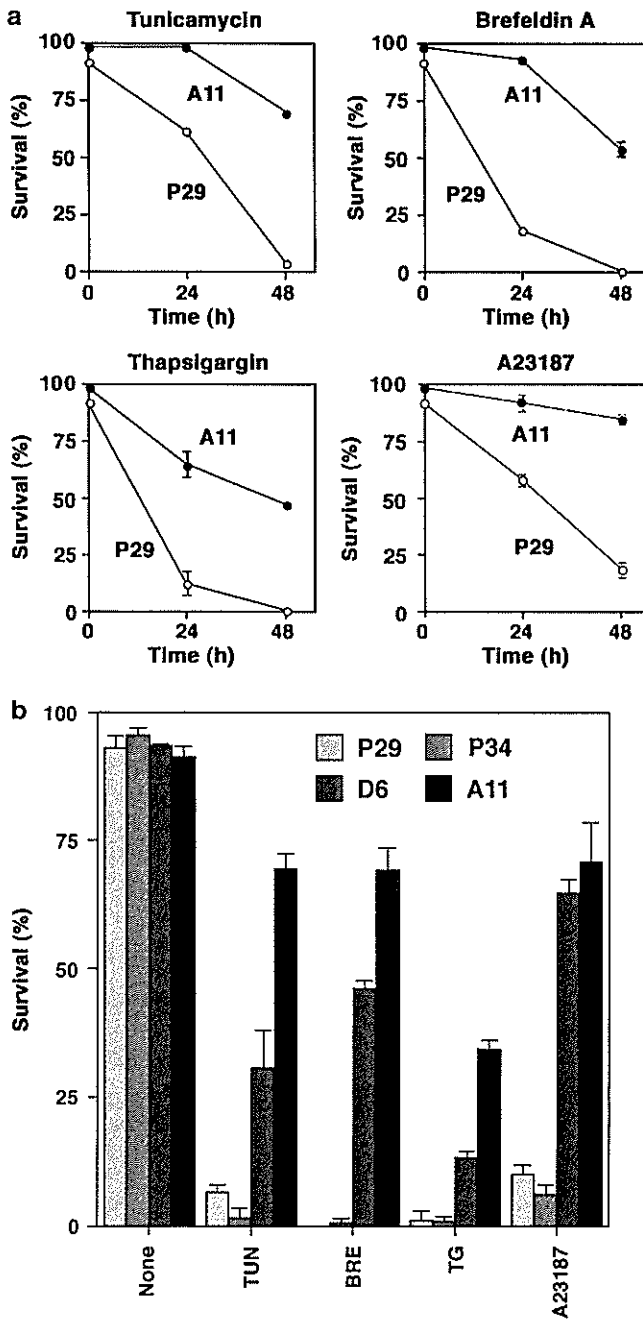 a
Tunicamycin
Survival (%)
100
75
50
25
0
A11
P29
0 24 48
Time (h)
Brefeldin A
Survival (%)
100
75
50
25
0
A11
P29
0 24 48
Time (h)
Thapsigargin
Survival (%)
100
75
50
25
0
A11
P29
0 24 48
Time (h)
A23187
Survival (%)
100
75
50
25
0
A11
P29
0 24 48
Time (h)
b
Survival (%)
100
75
50
25
0
P29 P34
D6 A11
None
TUN
BRE
TG
A23187